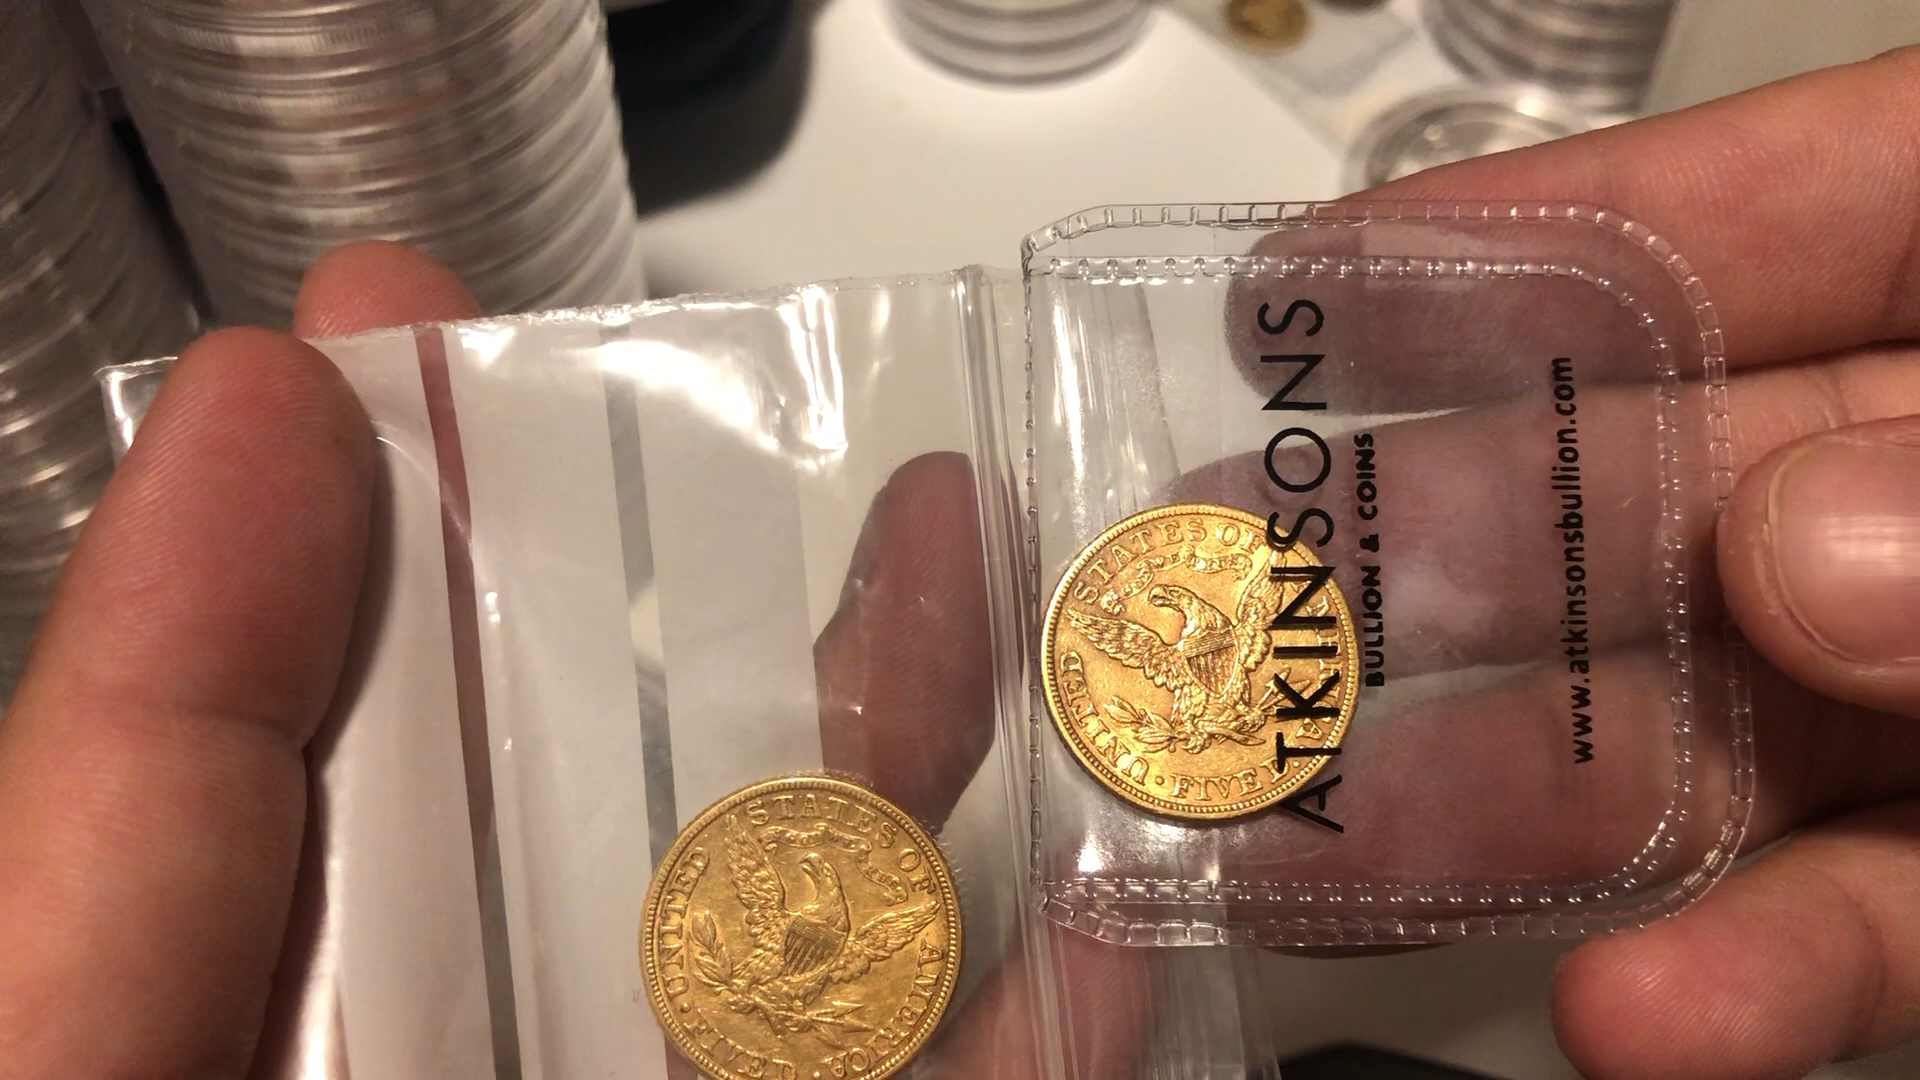 ATKINSONS
BULLION & COINS
www.atkinsonsbullion.com
UNITED STATES OF
· FIVE D.
UNITED STATES OF AMERICA
· FIVE D. ·